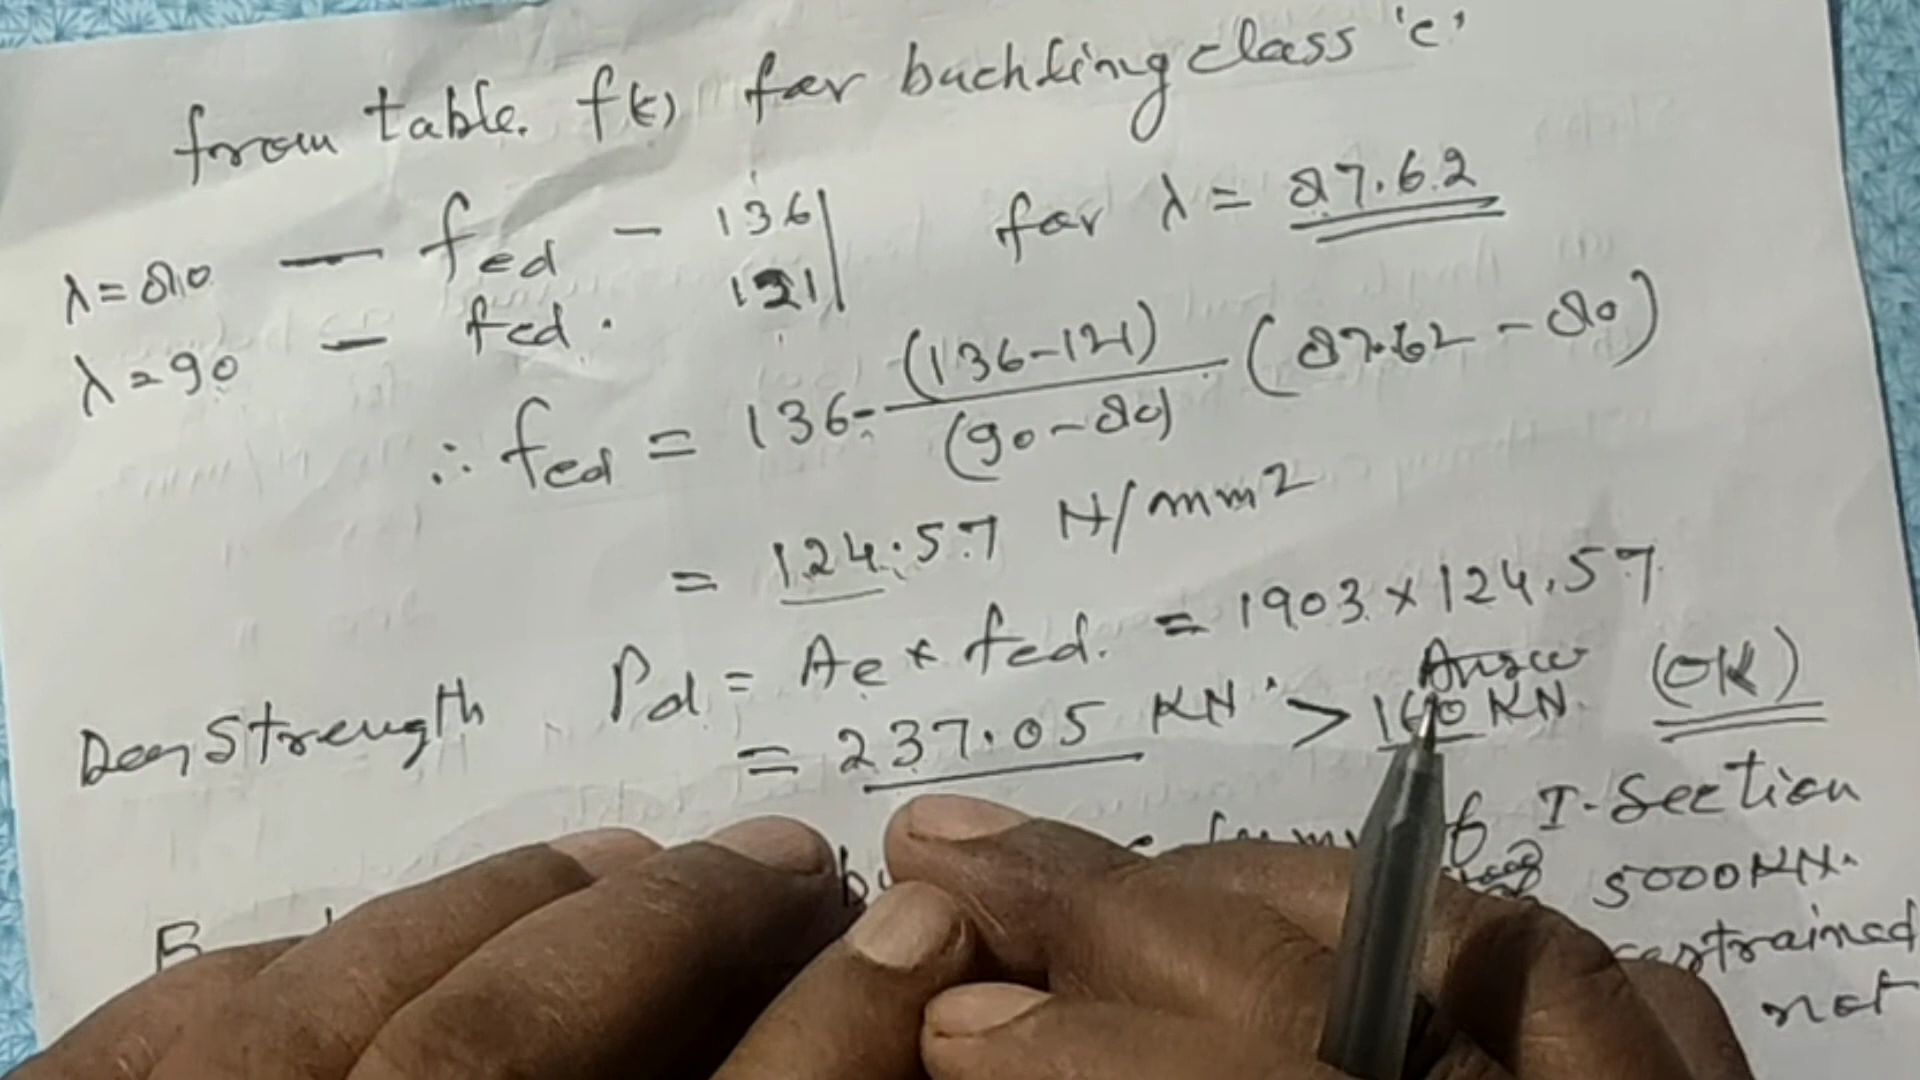 from table. f(c) for buckling class 'c'
λ = 80 — fcd — 136
for λ = 87.62
λ = 90 — fcd. 121
∴ fcd = 136 - (136-121)/(90-80) (87.62 - 80)
= 124.57 N/mm2
Strength Pd = Ae × fcd. = 1903 × 124.57
= 237.05 KN. > 160 KN. (OK)
I-Section
5000 KN.
not